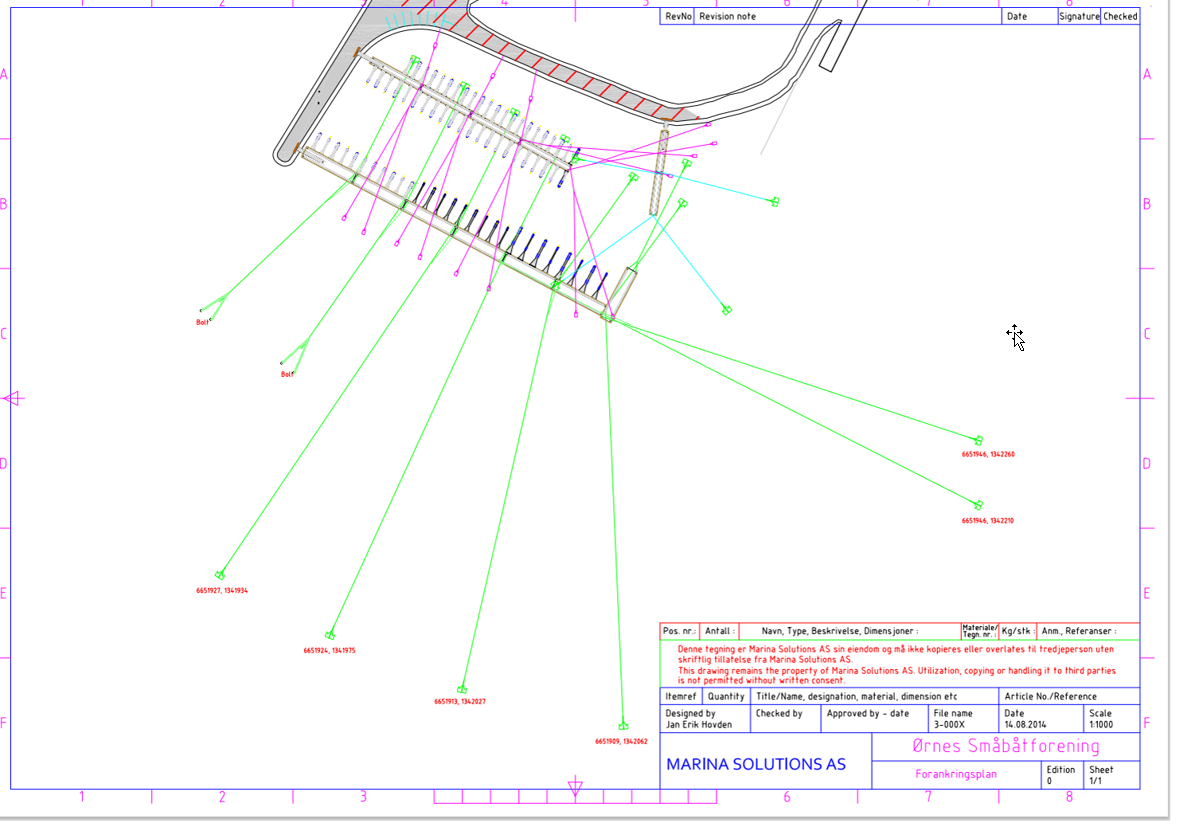 4 5 6
RevNo Revision note Date Signature Checked
A A
B B
Bolt
C C
Bolt
6651946, 1342260
D D
6651946, 1342210
E E
6651927, 1341934
6651924, 1341975
6651913, 1342027
6651909, 1342062
F F
Pos. nr.: Antall : Navn, Type, Beskrivelse, Dimensjoner : Materiale/ Kg/stk : Anm., Referanser :
Tegn. nr. :
Denne tegning er Marina Solutions AS sin eiendom og må ikke kopieres eller overlates til tredjeperson uten
skriftlig tillatelse fra Marina Solutions AS.
This drawing remains the property of Marina Solutions AS. Utilization, copying or handling it to third parties
is not permitted without written consent.
Itemref Quantity Title/Name, designation, material, dimension etc Article No./Reference
Designed by Checked by Approved by - date File name Date Scale
Jan Erik Hovden 3-000X 14.08.2014 1:1000
MARINA SOLUTIONS AS
Ørnes Småbåtforening
Forankringsplan
Edition Sheet
0 1/1
1 2 3 6 7 8